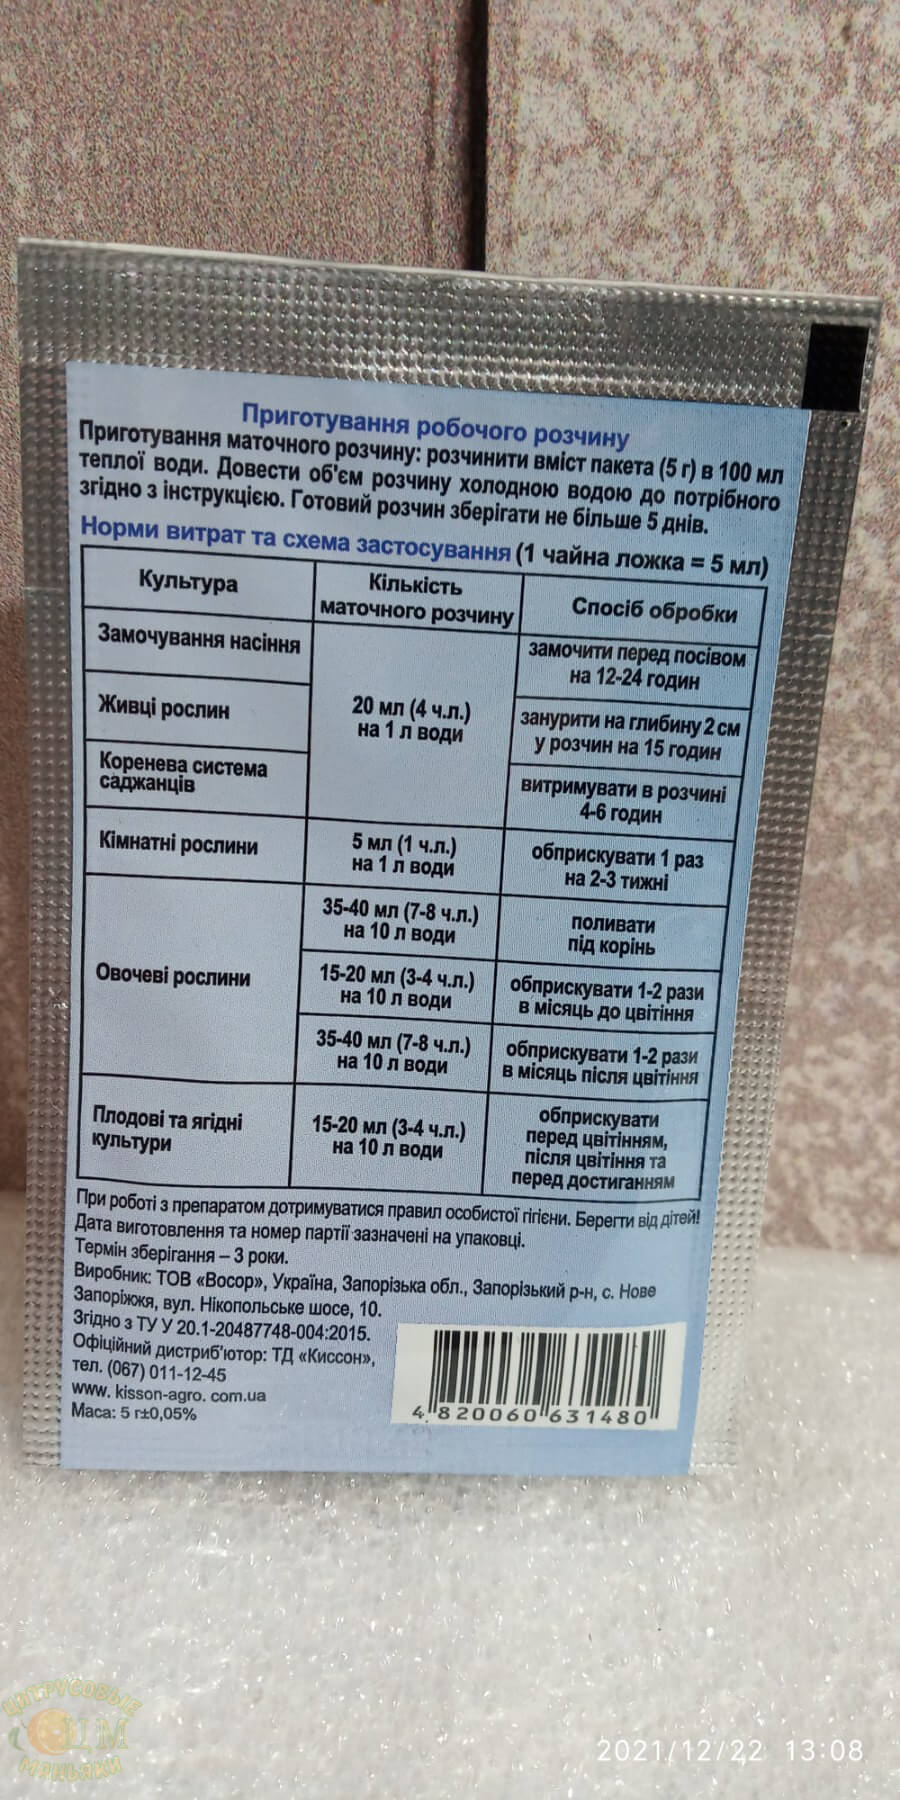 Приготування робочого розчину
Приготування маточного розчину: розчинити вміст пакета (5 г) в 100 мл
теплої води. Довести об'єм розчину холодною водою до потрібного
згідно з інструкцією. Готовий розчин зберігати не більше 5 днів.
Норми витрат та схема застосування (1 чайна ложка = 5 мл)
Культура
Кількість
маточного розчину
Спосіб обробки
Замочування насіння
20 мл (4 ч.л.)
на 1 л води
замочити перед посівом
на 12-24 годин
Живці рослин
занурити на глибину 2 см
у розчин на 15 годин
Коренева система
саджанців
витримувати в розчині
4-6 годин
Кімнатні рослини
5 мл (1 ч.л.)
на 1 л води
обприскувати 1 раз
на 2-3 тижні
Овочеві рослини
35-40 мл (7-8 ч.л.)
на 10 л води
поливати
під корінь
15-20 мл (3-4 ч.л.)
на 10 л води
обприскувати 1-2 рази
в місяць до цвітіння
35-40 мл (7-8 ч.л.)
на 10 л води
обприскувати 1-2 рази
в місяць після цвітіння
Плодові та ягідні
культури
15-20 мл (3-4 ч.л.)
на 10 л води
обприскувати
перед цвітінням,
після цвітіння та
перед достиганням
При роботі з препаратом дотримуватися правил особистої гігієни. Берегти від дітей!
Дата виготовлення та номер партії зазначені на упаковці.
Термін зберігання – 3 роки.
Виробник: ТОВ «Восор», Україна, Запорізька обл., Запорізький р-н, с. Нове
Запоріжжя, вул. Нікопольське шосе, 10.
Згідно з ТУ У 20.1-20487748-004:2015.
Офіційний дистриб'ютор: ТД «Киссон»,
тел. (067) 011-12-45
www. kisson-agro. com.ua
Маса: 5 г±0,05%
4 820060 631480
ЦИТРУСОВЫЕ
ЦМ
МАНЬЯКИ
2021/12/22 13:08